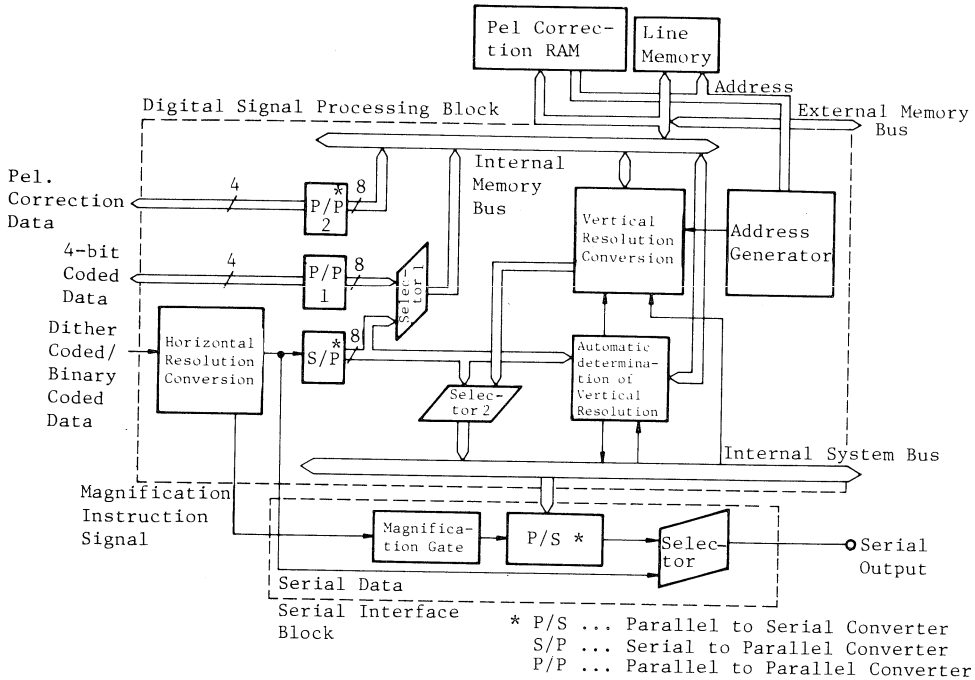 Pel Correc-
tion RAM
Line
Memory
Address
Digital Signal Processing Block
External Memory
Bus
Internal
Memory
Bus
Pel.
Correction
Data
4
P/P*
2
8
Vertical
Resolution
Conversion
Address
Generator
4-bit
Coded
Data
4
P/P
1
8
Selec-
tor 1
Dither
Coded/
Binary
Coded Data
Horizontal
Resolution
Conversion
S/P*
8
Automatic
determina-
tion of
Vertical
Resolution
Selec-
tor 2
Internal System Bus
Magnification
Instruction
Signal
Magnifica-
tion Gate
P/S *
Selec-
tor
Serial
Output
Serial Data
Serial Interface
Block
* P/S ... Parallel to Serial Converter
S/P ... Serial to Parallel Converter
P/P ... Parallel to Parallel Converter